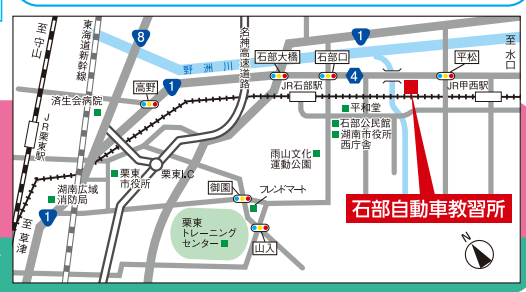 至守山
東海道新幹線
8
野洲川
名神高速道路
石部大橋
石部口
1
平松
至水口
高野
1
4
JR石部駅
JR甲西駅
済生会病院
平和堂
石部公民館
湖南市役所
西庁舎
JR栗東駅
栗東I.C
栗東
市役所
雨山文化
運動公園
石部自動車教習所
湖南広域
消防局
御園
フレンドマート
1
至草津
栗東
トレーニング
センター
山入
N